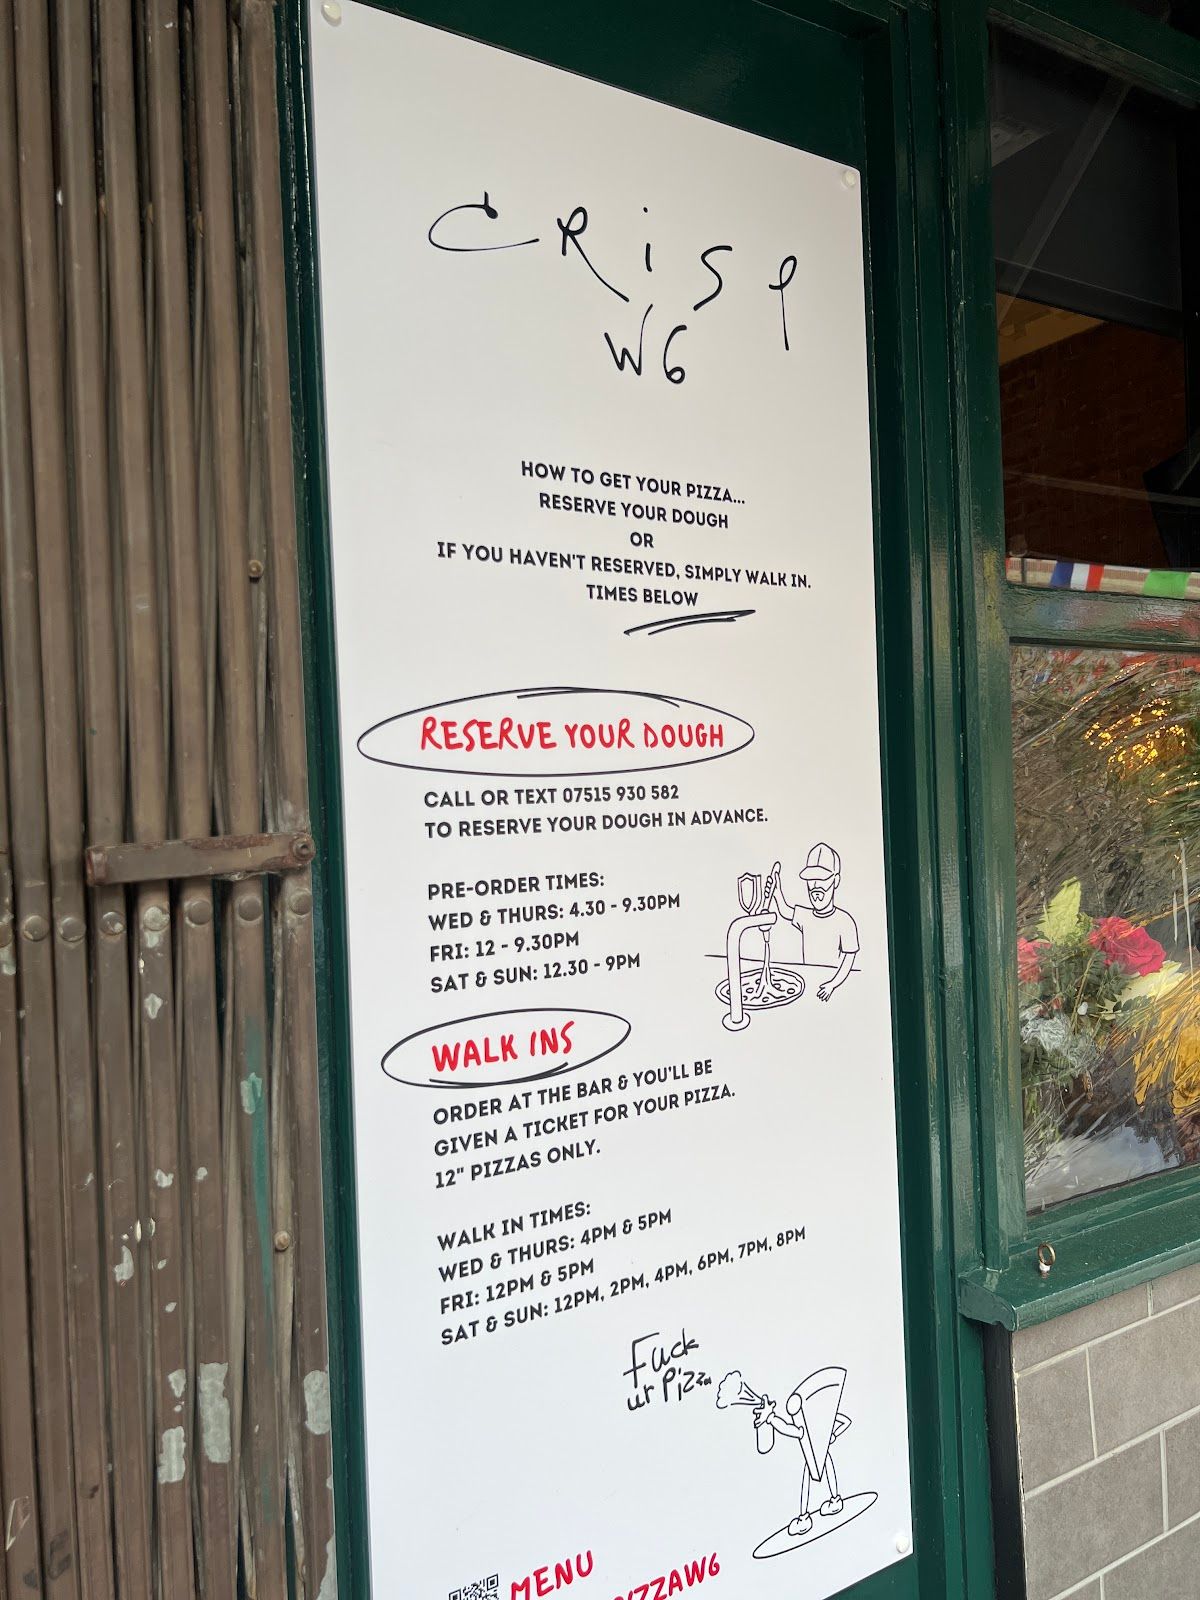 CRiSP
W6
HOW TO GET YOUR PIZZA...
RESERVE YOUR DOUGH
OR
IF YOU HAVEN'T RESERVED, SIMPLY WALK IN.
TIMES BELOW
RESERVE YOUR DOUGH
CALL OR TEXT 07515 930 582
TO RESERVE YOUR DOUGH IN ADVANCE.
PRE-ORDER TIMES:
WED & THURS: 4.30 - 9.30PM
FRI: 12 - 9.30PM
SAT & SUN: 12.30 - 9PM
WALK INS
ORDER AT THE BAR & YOU'LL BE
GIVEN A TICKET FOR YOUR PIZZA.
12" PIZZAS ONLY.
WALK IN TIMES:
WED & THURS: 4PM & 5PM
FRI: 12PM & 5PM
SAT & SUN: 12PM, 2PM, 4PM, 6PM, 7PM, 8PM
Fuck
ur Pizza
MENU
PIZZAW6